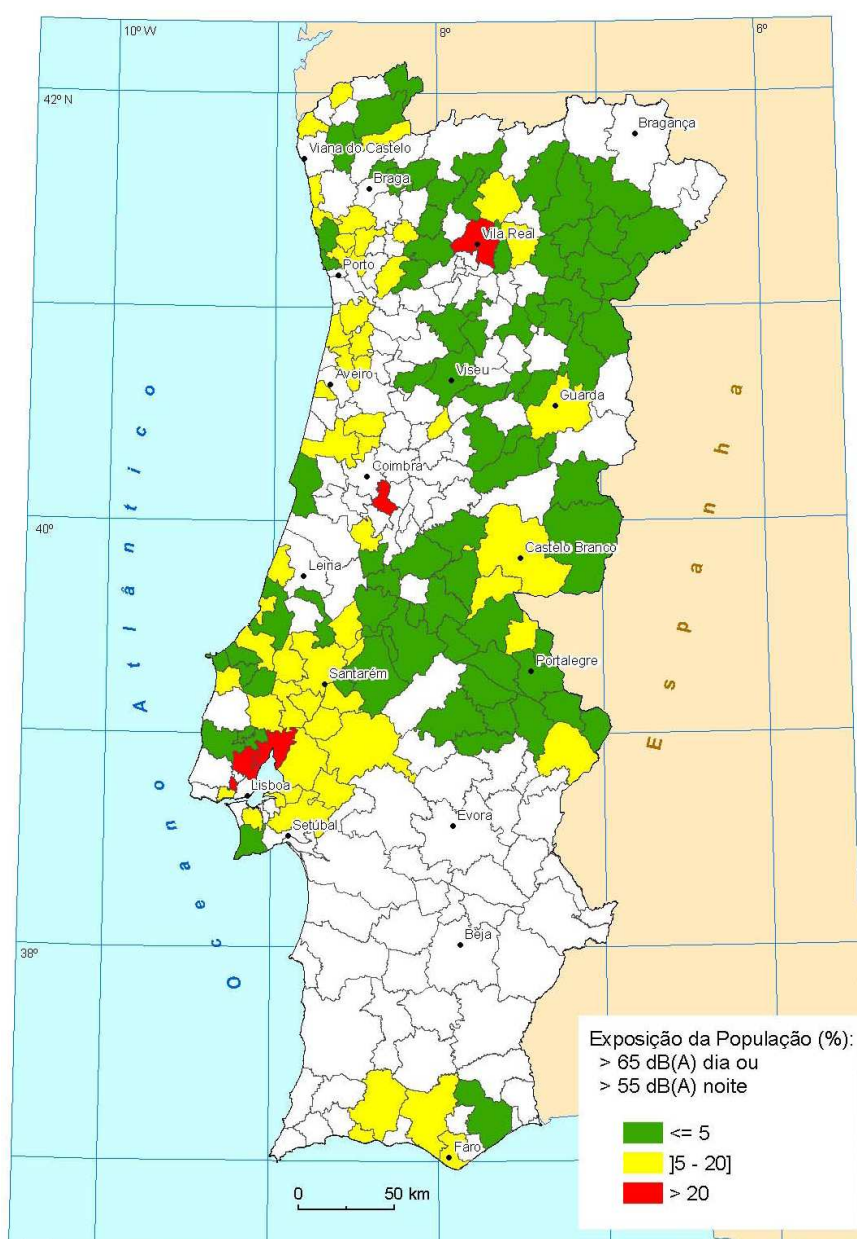 10º W
8º
6º
42º N
Bragança
Viana do Castelo
Braga
Vila Real
Porto
Viseu
Aveiro
Guarda
Coimbra
40º
Castelo Branco
Leiria
Portalegre
Santarém
Lisboa
Évora
Setúbal
Beja
38º
Faro
Oceano Atlântico
Espanha
Exposição da População (%):
> 65 dB(A) dia ou
> 55 dB(A) noite
<= 5
]5 - 20]
> 20
0 50 km